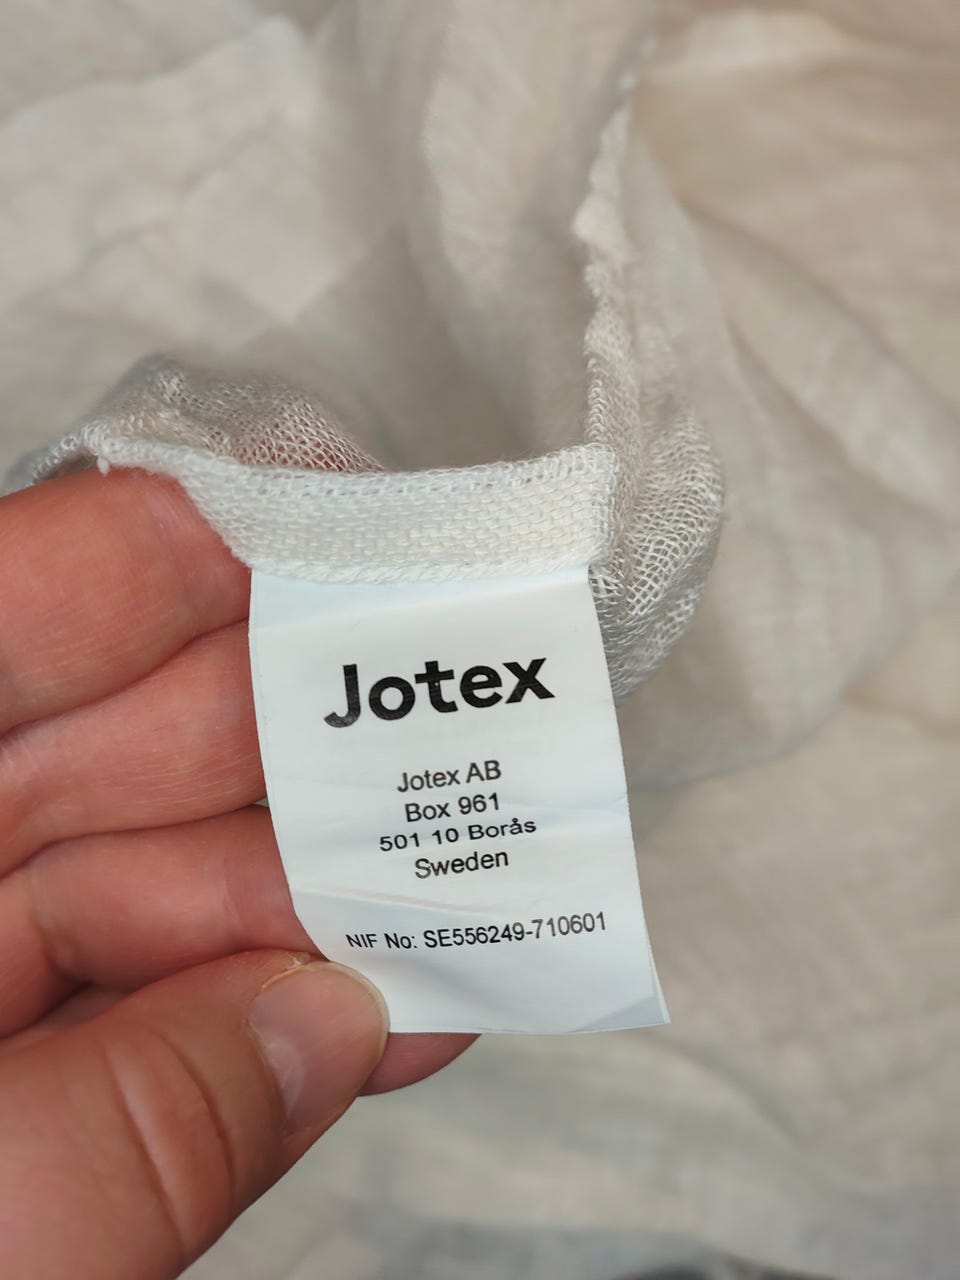 Jotex
Jotex AB
Box 961
501 10 Borås
Sweden
NIF No: SE556249-710601